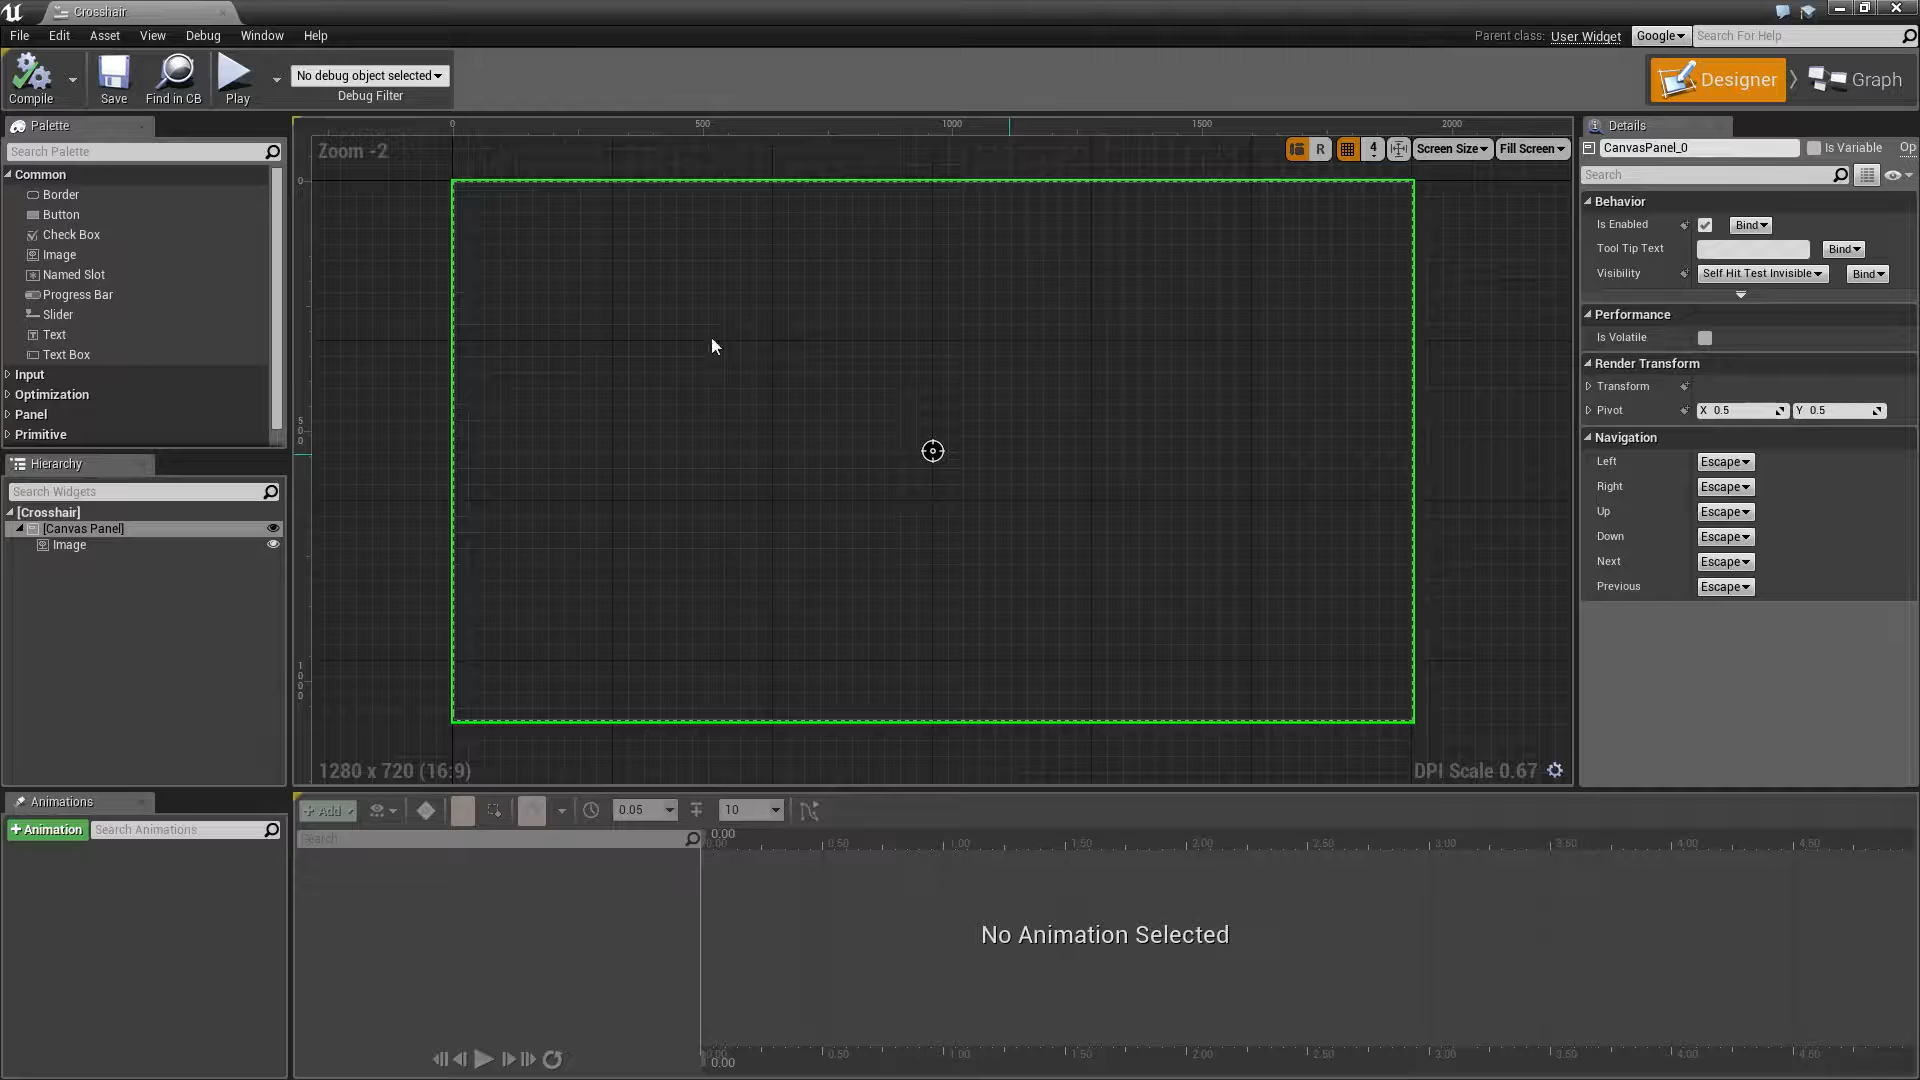 Crosshair
File Edit Asset View Debug Window Help
Parent class: User Widget Google Search For Help
Compile Save Find in CB Play
No debug object selected
Debug Filter
Designer Graph
Palette
Search Palette
Common
Border
Button
Check Box
Image
Named Slot
Progress Bar
Slider
Text
Text Box
Input
Optimization
Panel
Primitive
Hierarchy
Search Widgets
[Crosshair]
[Canvas Panel]
Image
0 500 1000 1500 2000
Zoom -2
R 4 Screen Size Fill Screen
0
500
1000
1280 x 720 (16:9)
DPI Scale 0.67
Details
CanvasPanel_0 Is Variable Op
Search
Behavior
Is Enabled Bind
Tool Tip Text Bind
Visibility Self Hit Test Invisible Bind
Performance
Is Volatile
Render Transform
Transform
Pivot X 0.5 Y 0.5
Navigation
Left Escape
Right Escape
Up Escape
Down Escape
Next Escape
Previous Escape
Animations
+Animation Search Animations
+Add 0.05 10
Search
0.00
0.00 0.50 1.00 1.50 2.00 2.50 3.00 3.50 4.00 4.50
No Animation Selected
0.00 0.50 1.00 1.50 2.00 2.50 3.00 3.50 4.00 4.50
0.00